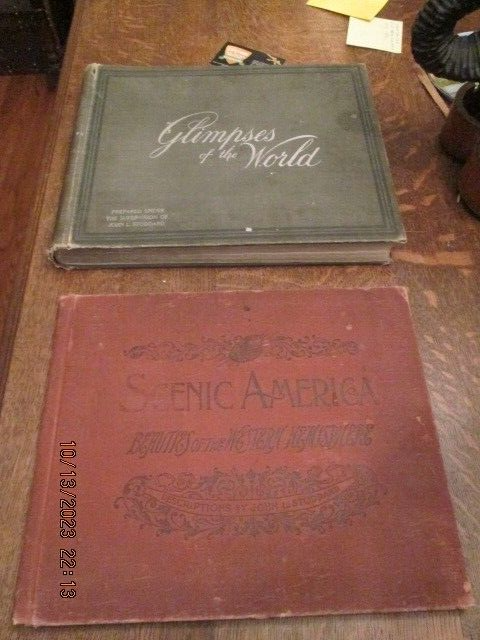 Glimpses
of the World
PREPARED UNDER
THE SUPERVISION OF
JOHN L. STODDARD
SCENIC AMERICA
BEAUTIES OF THE WESTERN HEMISPHERE
DESCRIPTIONS BY JOHN L.
10/13/2023 22:13